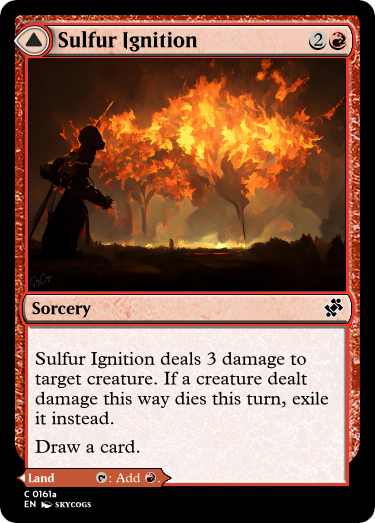 Sulfur Ignition 2
Sorcery
Sulfur Ignition deals 3 damage to
target creature. If a creature dealt
damage this way dies this turn, exile
it instead.
Draw a card.
Land : Add .
C 0161a
EN SKYCOGS